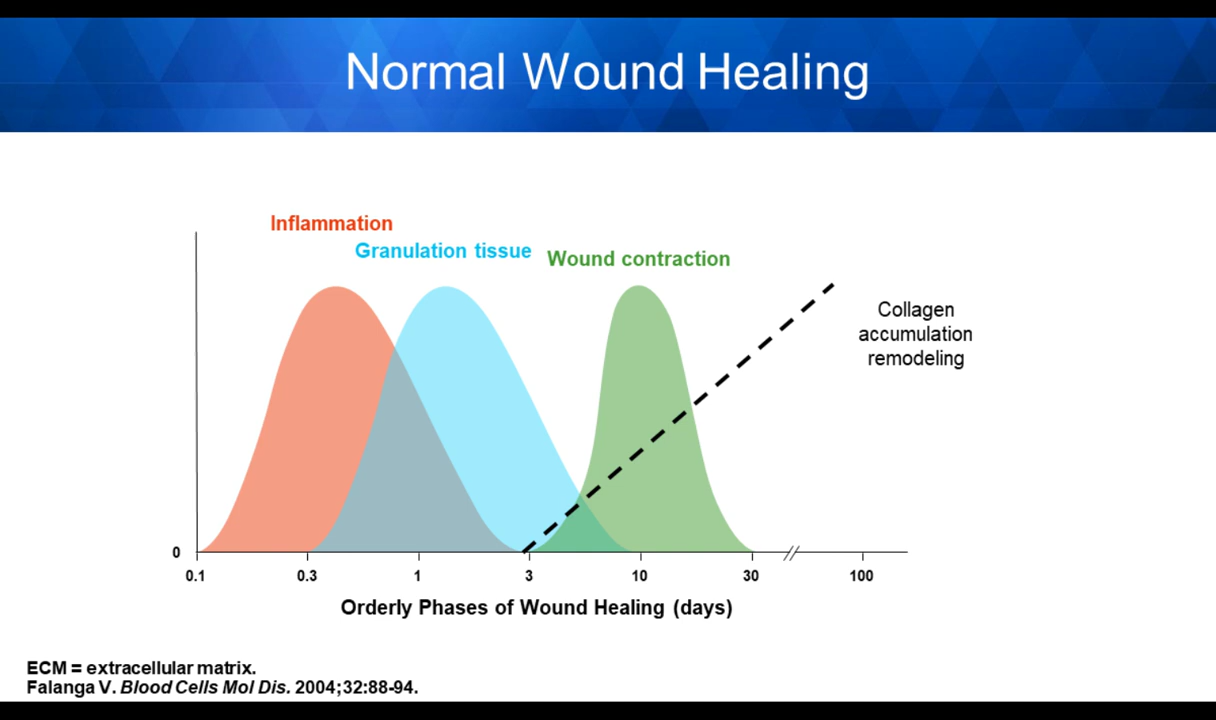 Normal Wound Healing
Inflammation
Granulation tissue
Wound contraction
Collagen
accumulation
remodeling
0
0.1 0.3 1 3 10 30 100
Orderly Phases of Wound Healing (days)
ECM = extracellular matrix.
Falanga V. Blood Cells Mol Dis. 2004;32:88-94.